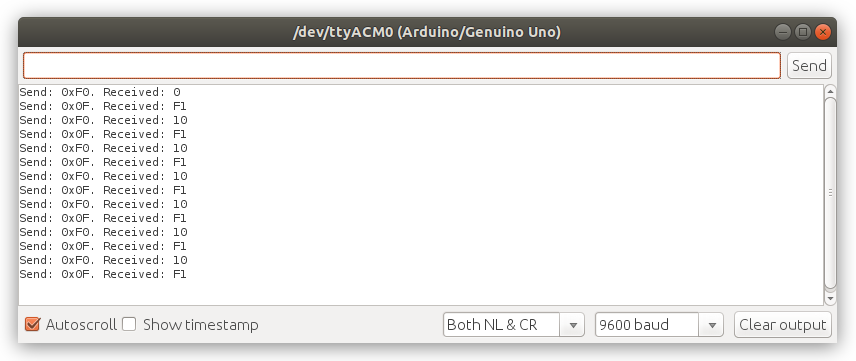 /dev/ttyACM0 (Arduino/Genuino Uno)
Send
Send: 0xF0. Received: 0
Send: 0x0F. Received: F1
Send: 0xF0. Received: 10
Send: 0x0F. Received: F1
Send: 0xF0. Received: 10
Send: 0x0F. Received: F1
Send: 0xF0. Received: 10
Send: 0x0F. Received: F1
Send: 0xF0. Received: 10
Send: 0x0F. Received: F1
Send: 0xF0. Received: 10
Send: 0x0F. Received: F1
Send: 0xF0. Received: 10
Send: 0x0F. Received: F1
Autoscroll Show timestamp Both NL & CR 9600 baud Clear output